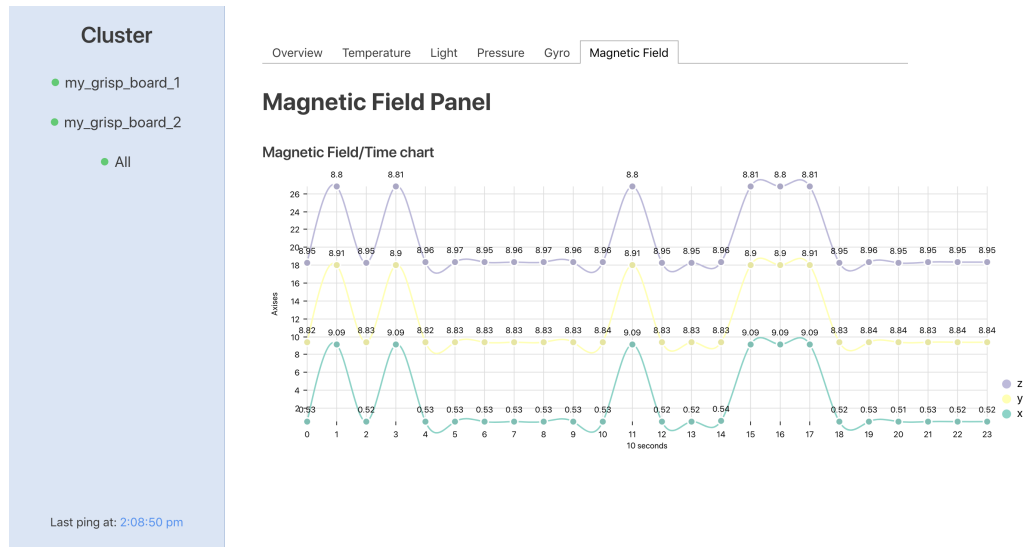 Cluster
my_grisp_board_1
my_grisp_board_2
All
Last ping at: 2:08:50 pm
Overview Temperature Light Pressure Gyro Magnetic Field
Magnetic Field Panel
Magnetic Field/Time chart
8.8 8.81 8.8 8.81 8.8 8.81
26
24
22
20
8.95 8.95 8.96 8.97 8.95 8.96 8.97 8.96 8.96 8.95 8.95 8.96 8.95 8.96 8.95 8.95 8.95 8.95
8.91 8.9 8.91 8.9 8.9 8.91
18
16
14
12
Axises
8.82 8.83 8.82 8.83 8.83 8.83 8.83 8.83 8.84 8.83 8.83 8.84 8.83 8.84 8.84 8.83 8.84 8.84
9.09 9.09 9.09 9.09 9.09 9.09
10
8
6
4
2
0.53 0.52 0.53 0.53 0.53 0.53 0.53 0.53 0.53 0.52 0.52 0.54 0.52 0.53 0.51 0.53 0.52 0.52
0 1 2 3 4 5 6 7 8 9 10 11 12 13 14 15 16 17 18 19 20 21 22 23
10 seconds
z
y
x